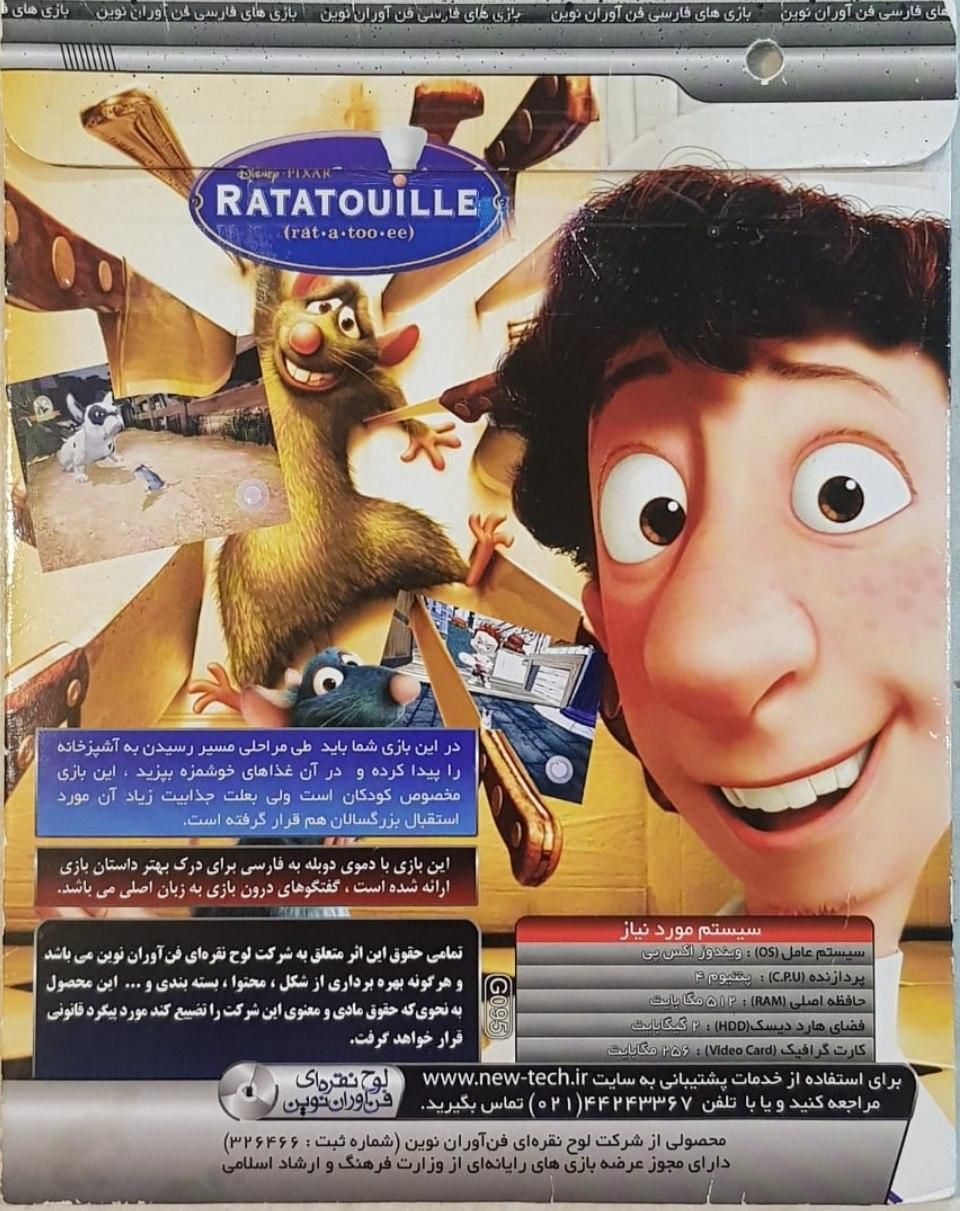 های فارسی فن آوران نوین بازی های فارسی فن آوران نوین بازی های فارسی فن آوران نوین بازی های فارسی فن آوران نوین بازی های
Disney · PIXAR
RATATOUILLE
(rat•a•too•ee)
در این بازی شما باید طی مراحلی مسیر رسیدن به آشپزخانه
را پیدا کرده و در آن غذاهای خوشمزه بپزید ، این بازی
مخصوص کودکان است ولی بعلت جذابیت زیاد آن مورد
استقبال بزرگسالان هم قرار گرفته است.
این بازی با دموی دوبله به فارسی برای درک بهتر داستان بازی
ارائه شده است ، گفتگوهای درون بازی به زبان اصلی می باشد.
تمامی حقوق این اثر متعلق به شرکت لوح نقره‌ای فن آوران نوین می باشد
و هرگونه بهره برداری از شکل ، محتوا ، بسته بندی و ... این محصول
به نحوی‌که حقوق مادی و معنوی این شرکت را تضییع کند مورد پیگرد قانونی
قرار خواهد گرفت.
G095
سیستم مورد نیاز
سیستم عامل (OS) : ویندوز اکس پی
پردازنده (C.P.U) : پنتیوم ۴
حافظه اصلی (RAM) : ۵۱۲ مگا بایت
فضای هارد دیسک(HDD) : ۲ گیگابایت
کارت گرافیک (Video Card) : ۲۵۶ مگابایت
لوح نقره‌ای
فن‌آوران نوین
برای استفاده از خدمات پشتیبانی به سایت www.new-tech.ir
مراجعه کنید و یا با تلفن ۴۴۲۴۳۳۶۷(۰۲۱) تماس بگیرید.
محصولی از شرکت لوح نقره‌ای فن‌آوران نوین (شماره ثبت : ۳۲۶۴۶۶)
دارای مجوز عرضه بازی های رایانه‌ای از وزارت فرهنگ و ارشاد اسلامی